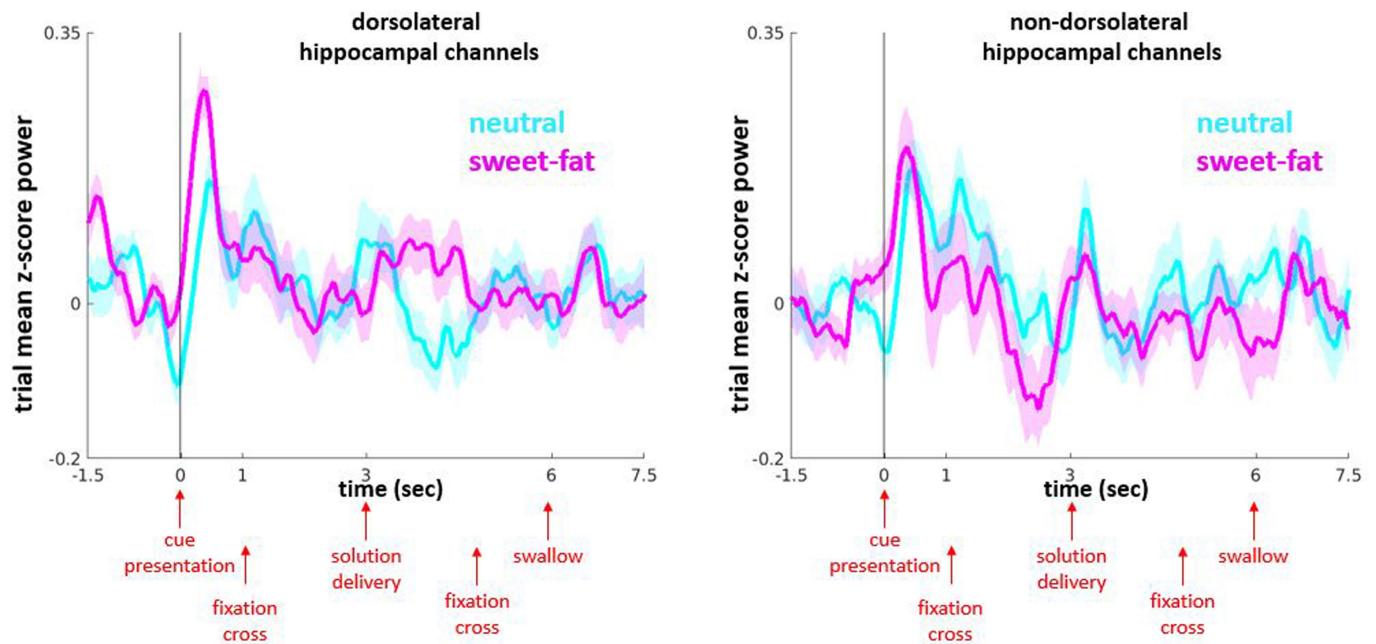 dorsolateral
hippocampal channels
0.35
neutral
sweet-fat
trial mean z-score power
0
-0.2
-1.5 0 1 3 6 7.5
time (sec)
cue
presentation
fixation
cross
solution
delivery
fixation
cross
swallow
non-dorsolateral
hippocampal channels
0.35
neutral
sweet-fat
trial mean z-score power
0
-0.2
-1.5 0 1 3 6 7.5
time (sec)
cue
presentation
fixation
cross
solution
delivery
fixation
cross
swallow